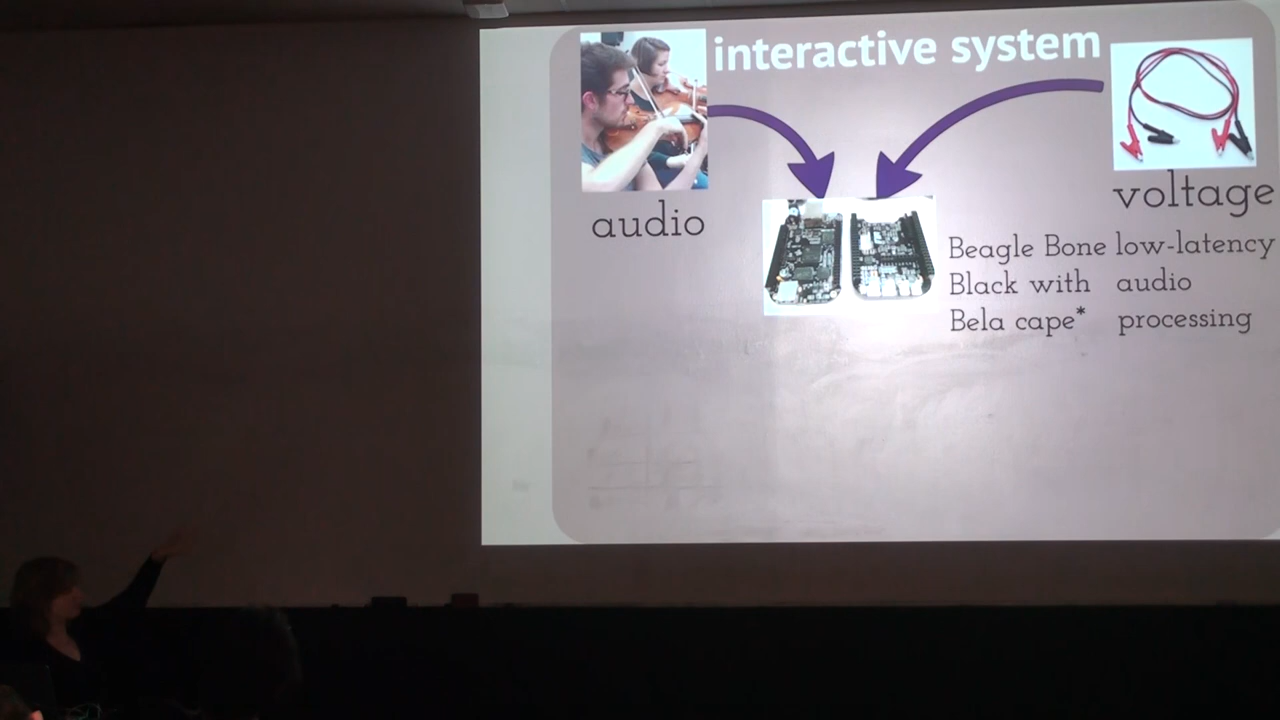 interactive system
audio
voltage
Beagle Bone
Black with
Bela cape*
low-latency
audio
processing